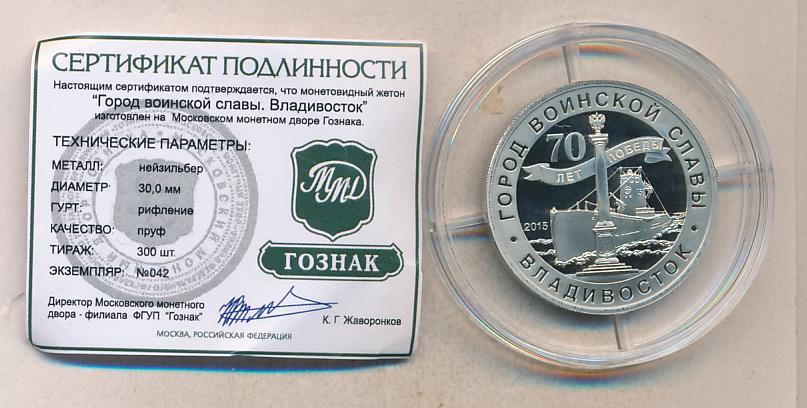 СЕРТИФИКАТ ПОДЛИННОСТИ
Настоящим сертификатом подтверждается, что монетовидный жетон
"Город воинской славы. Владивосток"
изготовлен на Московском монетном дворе Гознака.
ТЕХНИЧЕСКИЕ ПАРАМЕТРЫ:
МЕТАЛЛ: нейзильбер
ДИАМЕТР: 30,0 мм
ГУРТ: рифление
КАЧЕСТВО: пруф
ТИРАЖ: 300 шт.
ЭКЗЕМПЛЯР: №042
ММД
ГОЗНАК
Директор Московского монетного
двора - филиала ФГУП "Гознак"
К. Г. Жаворонков
МОСКВА, РОССИЙСКАЯ ФЕДЕРАЦИЯ
ГОРОД ВОИНСКОЙ СЛАВЫ
70
ЛЕТ ПОБЕДЫ
2015
ВЛАДИВОСТОК